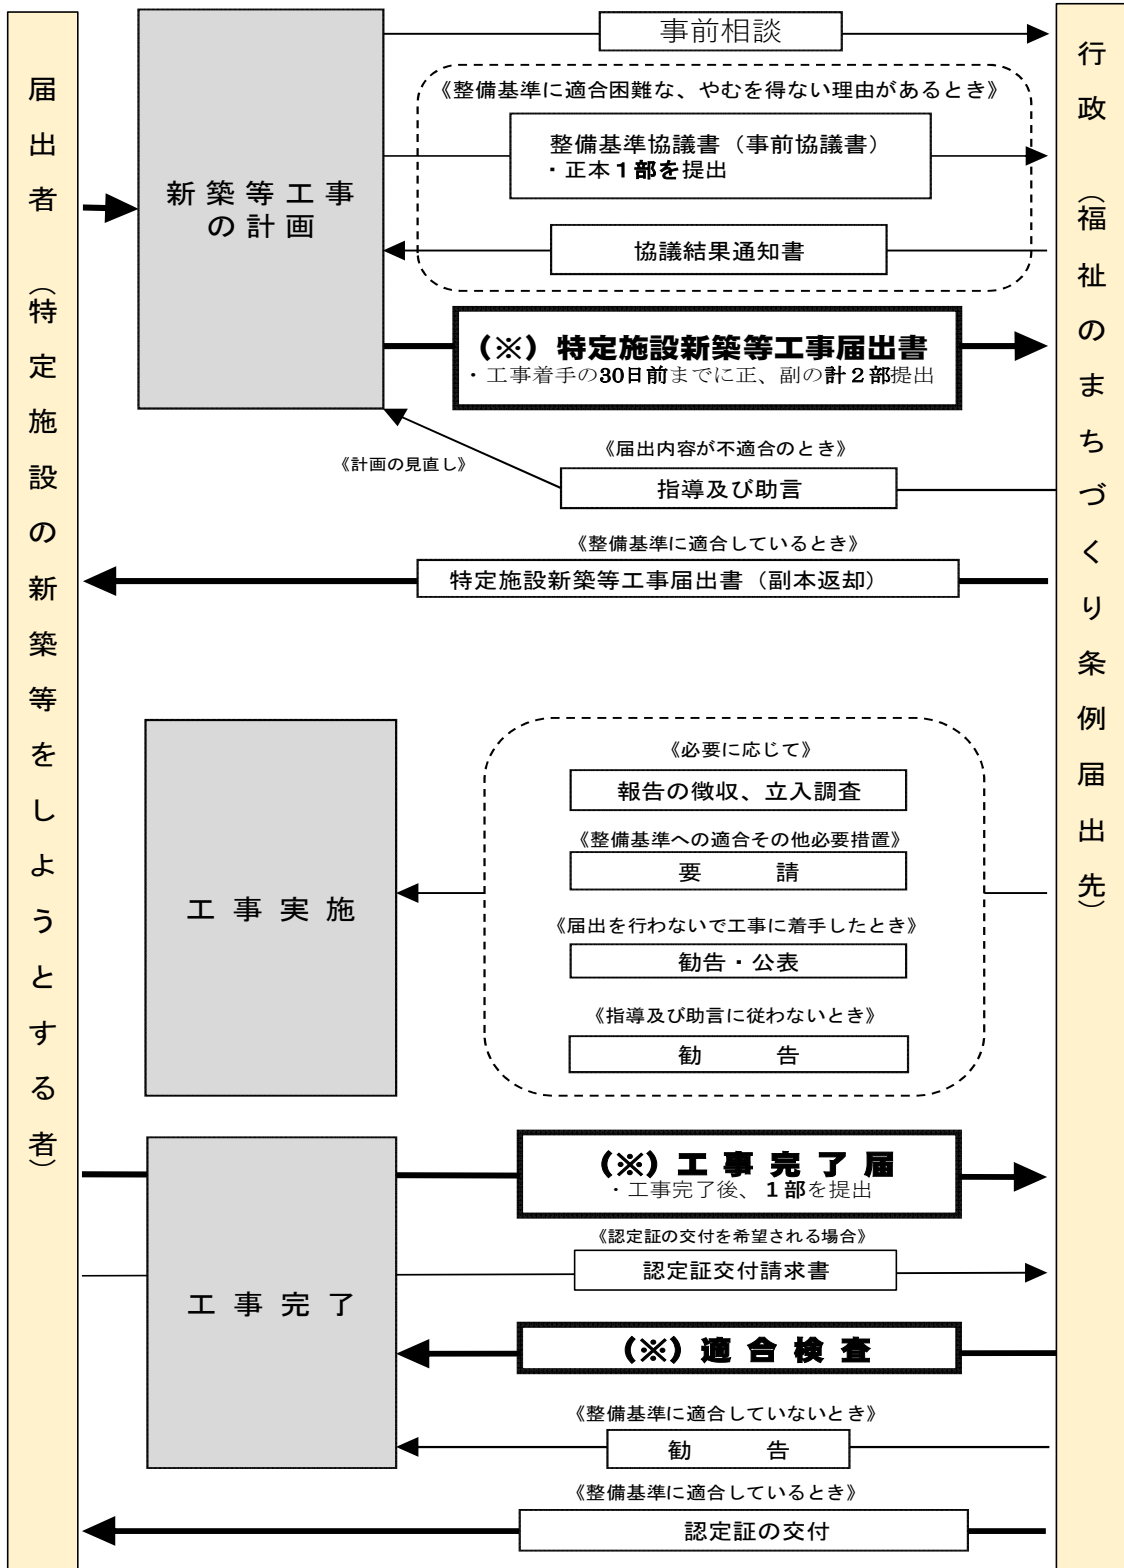 届出者（特定施設の新築等をしようとする者）
行政（福祉のまちづくり条例届出先）
新築等工事
の計画
事前相談
《整備基準に適合困難な、やむを得ない理由があるとき》
整備基準協議書（事前協議書）
・正本１部を提出
協議結果通知書
（※）特定施設新築等工事届出書
・工事着手の30日前までに正、副の計２部提出
《届出内容が不適合のとき》
《計画の見直し》
指導及び助言
《整備基準に適合しているとき》
特定施設新築等工事届出書（副本返却）
工事実施
《必要に応じて》
報告の徴収、立入調査
《整備基準への適合その他必要措置》
要　　請
《届出を行わないで工事に着手したとき》
勧告・公表
《指導及び助言に従わないとき》
勧　　告
工事完了
（※）工事完了届
・工事完了後、１部を提出
《認定証の交付を希望される場合》
認定証交付請求書
（※）適合検査
《整備基準に適合していないとき》
勧　　告
《整備基準に適合しているとき》
認定証の交付